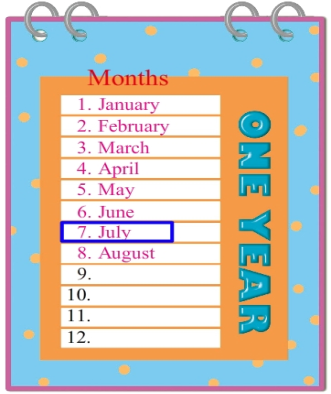 Months
1. January
2. February
3. March
4. April
5. May
6. June
7. July
8. August
9.
10.
11.
12.
ONE YEAR